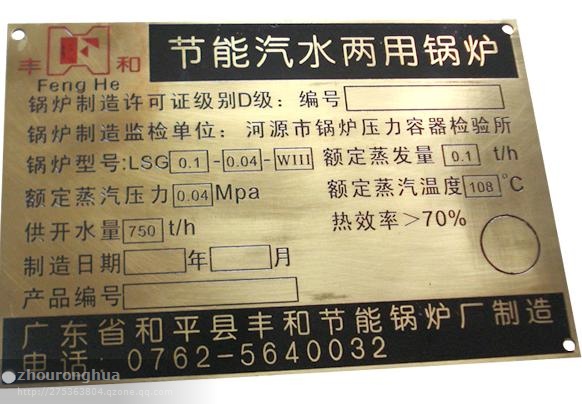 丰 和
Feng He
节能汽水两用锅炉
锅炉制造许可证级别D级：编号
锅炉制造监检单位：河源市锅炉压力容器检验所
锅炉型号:LSG 0.1-0.04-WIII 额定蒸发量 0.1 t/h
额定蒸汽压力 0.04 Mpa 额定蒸汽温度 108 °C
供开水量 750 t/h 热效率>70%
制造日期 年 月
产品编号
广东省和平县丰和节能锅炉厂制造
电话：0762-5640032
zhouronghua
http://275363804.qzone.qq.com